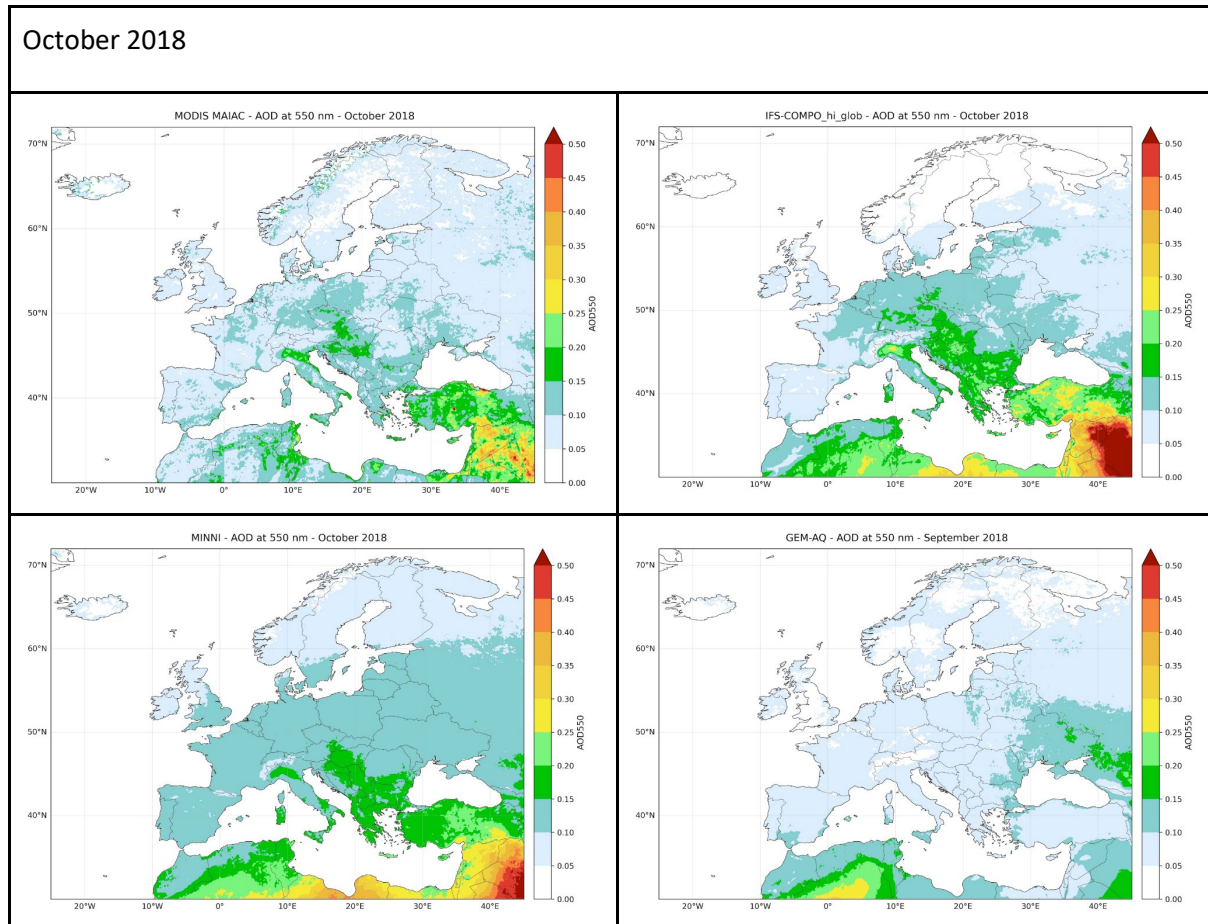 October 2018
MODIS MAIAC - AOD at 550 nm - October 2018
70°N
60°N
50°N
40°N
20°W
10°W
0°
10°E
20°E
30°E
40°E
0.50
0.45
0.40
0.35
0.30
0.25
0.20
0.15
0.10
0.05
0.00
AOD550
IFS-COMPO_hi_glob - AOD at 550 nm - October 2018
70°N
60°N
50°N
40°N
20°W
10°W
0°
10°E
20°E
30°E
40°E
0.50
0.45
0.40
0.35
0.30
0.25
0.20
0.15
0.10
0.05
0.00
AOD550
MINNI - AOD at 550 nm - October 2018
70°N
60°N
50°N
40°N
20°W
10°W
0°
10°E
20°E
30°E
40°E
0.50
0.45
0.40
0.35
0.30
0.25
0.20
0.15
0.10
0.05
0.00
AOD550
GEM-AQ - AOD at 550 nm - September 2018
70°N
60°N
50°N
40°N
20°W
10°W
0°
10°E
20°E
30°E
40°E
0.50
0.45
0.40
0.35
0.30
0.25
0.20
0.15
0.10
0.05
0.00
AOD550